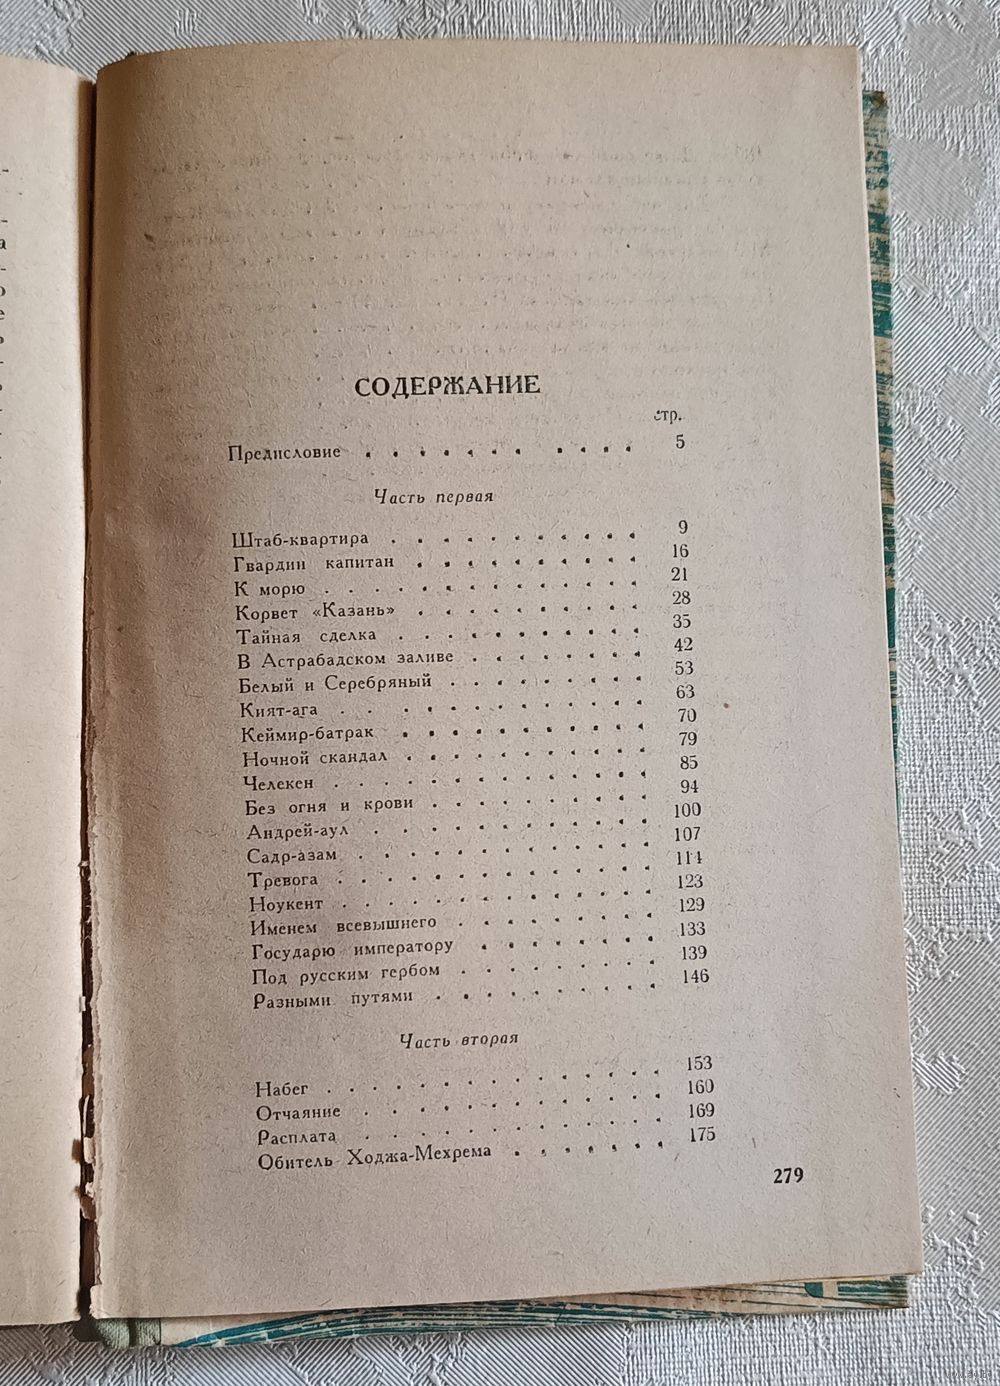 СОДЕРЖАНИЕ
стр.
Предисловие . . . . . . . . . . . 5
Часть первая
Штаб-квартира . . . . . . . . . . . 9
Гвардии капитан . . . . . . . . . . 16
К морю . . . . . . . . . . . . . 21
Корвет «Казань» . . . . . . . . . . 28
Тайная сделка . . . . . . . . . . 35
В Астрабадском заливе . . . . . . . . 42
Белый и Серебряный . . . . . . . . . 53
Кият-ага . . . . . . . . . . . . 63
Кеймир-батрак . . . . . . . . . . 70
Ночной скандал . . . . . . . . . . 79
Челекен . . . . . . . . . . . . . 85
Без огня и крови . . . . . . . . . 94
Андрей-аул . . . . . . . . . . . 100
Садр-азам . . . . . . . . . . . . 107
Тревога . . . . . . . . . . . . . 114
Ноукент . . . . . . . . . . . . . 123
Именем всевышнего . . . . . . . . . 129
Государю императору . . . . . . . . 133
Под русским гербом . . . . . . . . . 139
Разными путями . . . . . . . . . . 146
Часть вторая
Набег . . . . . . . . . . . . . . 153
Отчаяние . . . . . . . . . . . . 160
Расплата . . . . . . . . . . . . 169
Обитель Ходжа-Мехрема . . . . . . . 175
279